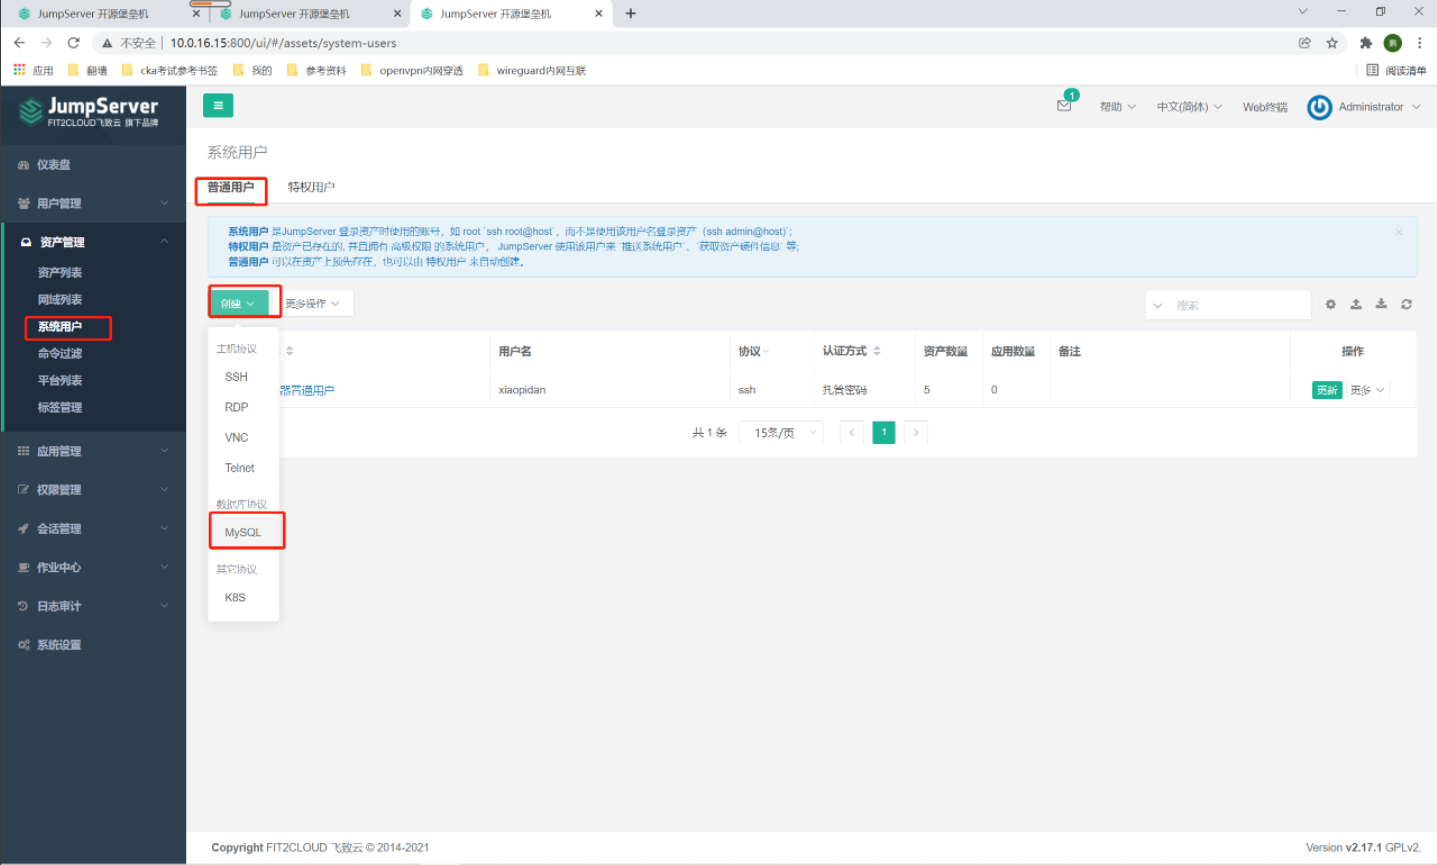 JumpServer 开源堡垒机
JumpServer 开源堡垒机
JumpServer 开源堡垒机
不安全 10.0.16.15:800/ui/#/assets/system-users
应用 翻墙 cka考试参考书签 我的 参考资料 openvpn内网穿透 wireguard内网互联 阅读清单
JumpServer
FIT2CLOUD飞致云 旗下品牌
1
帮助 中文(简体) Web终端 Administrator
仪表盘
用户管理
资产管理
资产列表
网域列表
系统用户
命令过滤
平台列表
标签管理
应用管理
权限管理
会话管理
作业中心
日志审计
系统设置
系统用户
普通用户 特权用户
系统用户 是JumpServer 登录资产时使用的账号，如 root `ssh root@host`，而不是使用该用户名登录资产（ssh admin@host)`;
特权用户 是资产已存在的, 并且拥有 高级权限 的系统用户， JumpServer 使用该用户来 `推送系统用户`、`获取资产硬件信息` 等;
普通用户 可以在资产上预先存在，也可以由 特权用户 来自动创建。
创建 更多操作 搜索
主机协议
SSH
RDP
VNC
Telnet
数据库协议
MySQL
其它协议
K8S
用户名 协议 认证方式 资产数量 应用数量 备注 操作
器普通用户 xiaopidan ssh 托管密码 5 0 更新 更多
共 1 条 15条/页 1
Copyright FIT2CLOUD 飞致云 © 2014-2021
Version v2.17.1 GPLv2.